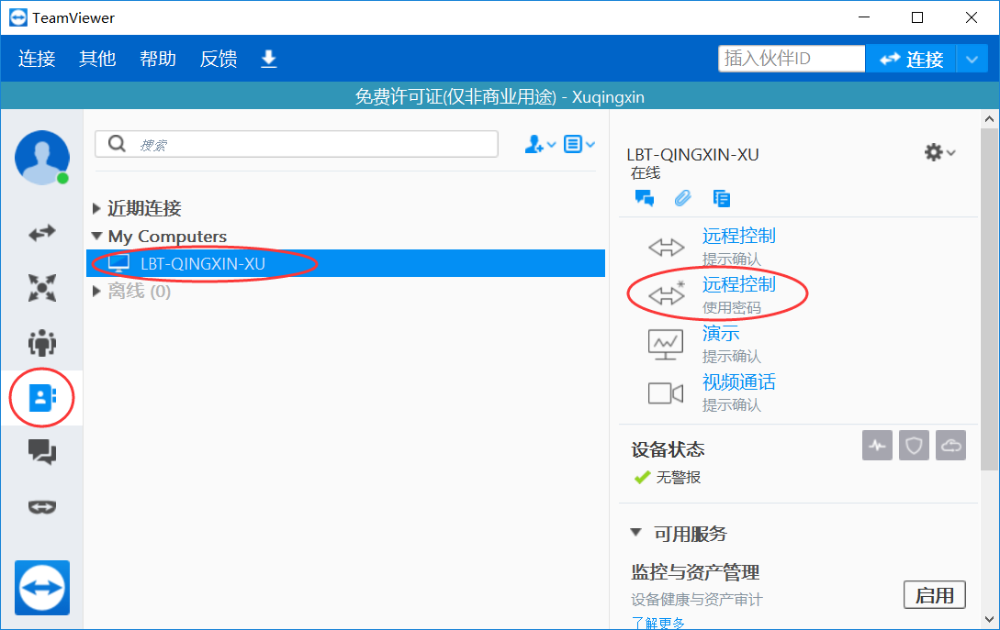 TeamViewer
连接 其他 帮助 反馈 插入伙伴ID 连接
免费许可证(仅非商业用途) - Xuqingxin
搜索
近期连接
My Computers
LBT-QINGXIN-XU
离线 (0)
LBT-QINGXIN-XU
在线
远程控制
提示确认
远程控制
使用密码
演示
提示确认
视频通话
提示确认
设备状态
无警报
可用服务
监控与资产管理
设备健康与资产审计
启用
了解更多